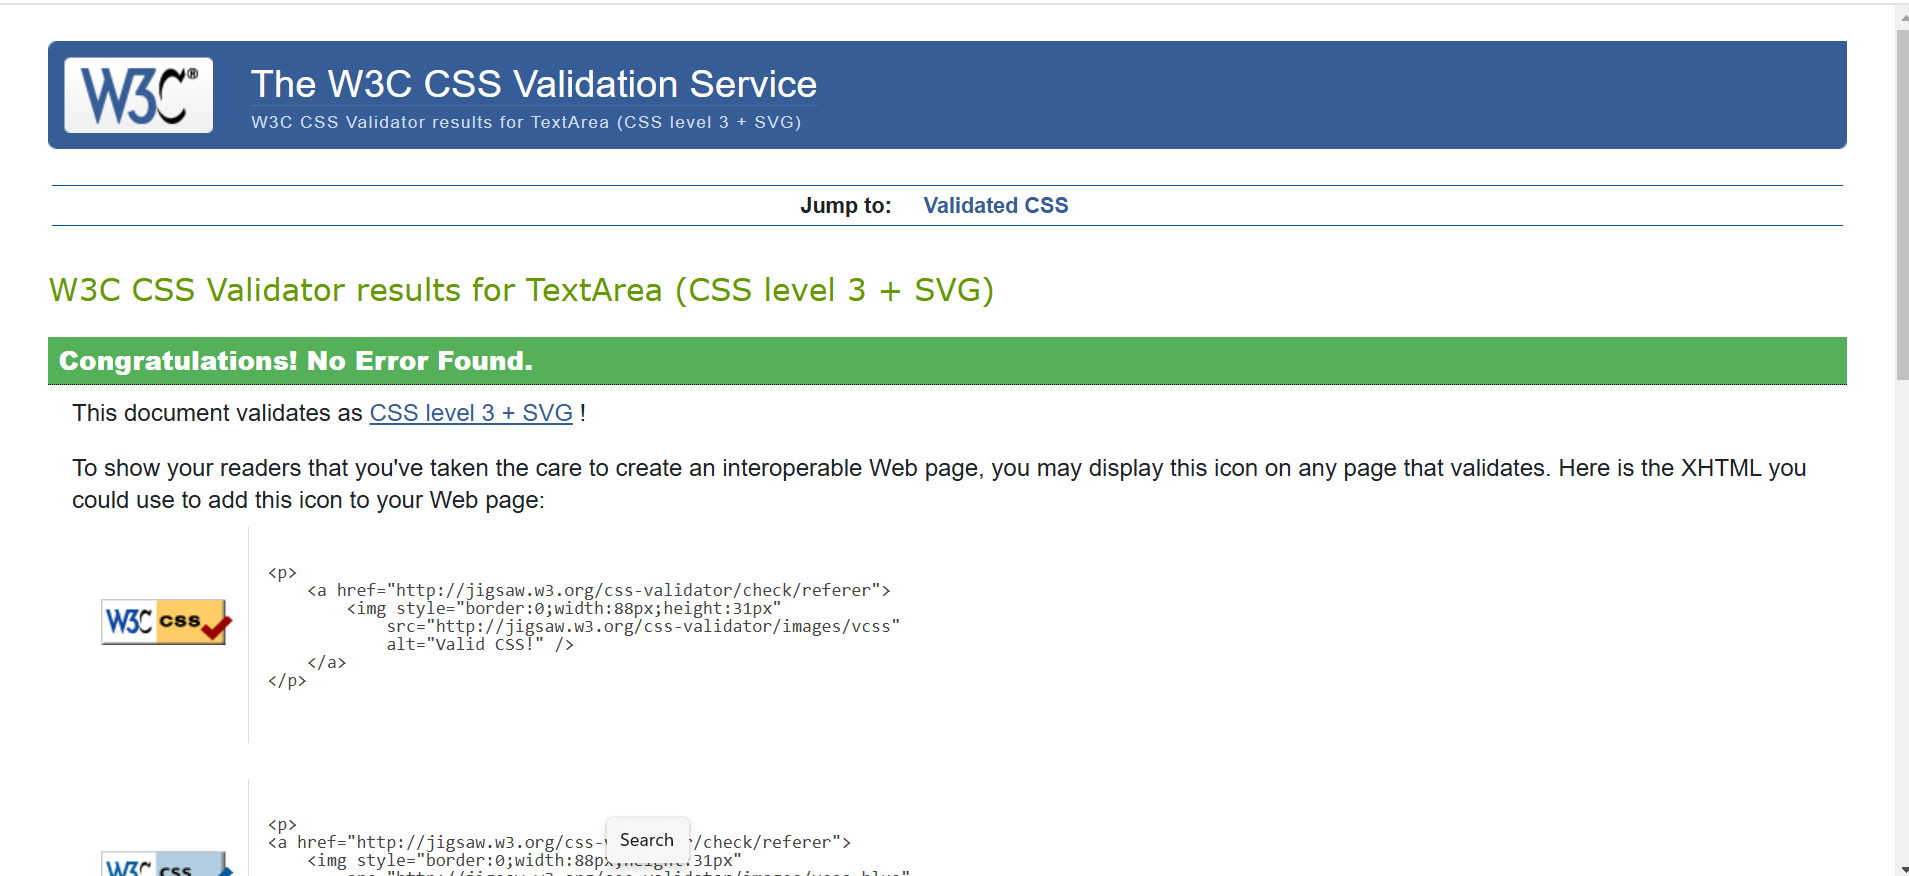 W3C®
The W3C CSS Validation Service
W3C CSS Validator results for TextArea (CSS level 3 + SVG)
Jump to: Validated CSS
W3C CSS Validator results for TextArea (CSS level 3 + SVG)
Congratulations! No Error Found.
This document validates as CSS level 3 + SVG !
To show your readers that you've taken the care to create an interoperable Web page, you may display this icon on any page that validates. Here is the XHTML you
could use to add this icon to your Web page:
W3C css
<p>
<a href="http://jigsaw.w3.org/css-validator/check/referer">
<img style="border:0;width:88px;height:31px"
src="http://jigsaw.w3.org/css-validator/images/vcss"
alt="Valid CSS!" />
</a>
</p>
W3C css
<p>
<a href="http://jigsaw.w3.org/css- /check/referer">
Search
<img style="border:0;width:88px;height:31px"